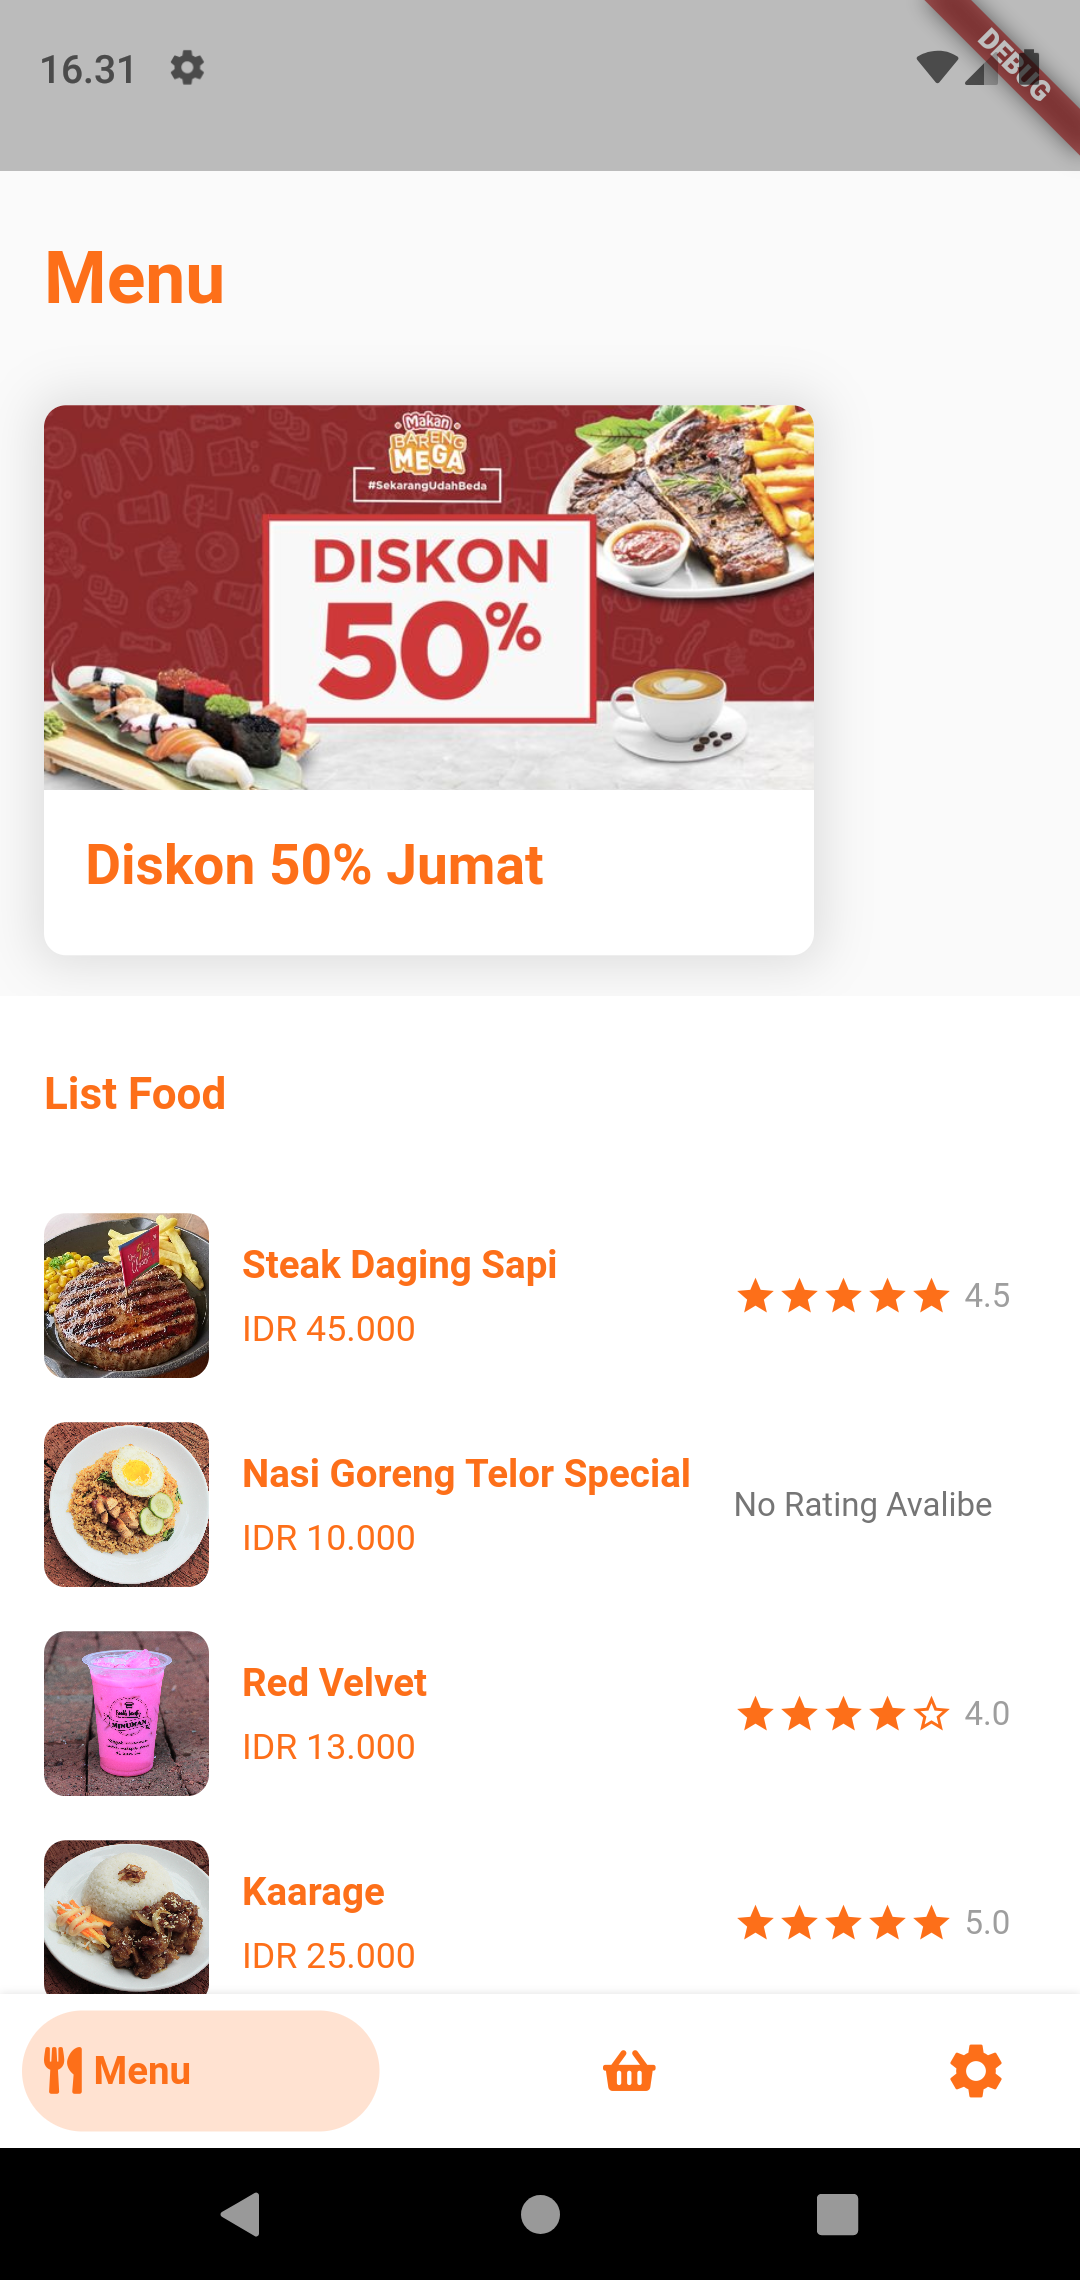 16.31
DEBUG
Menu
Makan
BARENG
MEGA
#SekarangUdahBeda
DISKON
50%
Diskon 50% Jumat
List Food
Steak Daging Sapi
IDR 45.000
4.5
Nasi Goreng Telor Special
IDR 10.000
No Rating Avalibe
Red Velvet
IDR 13.000
4.0
MINUMAN
Kaarage
IDR 25.000
5.0
Menu